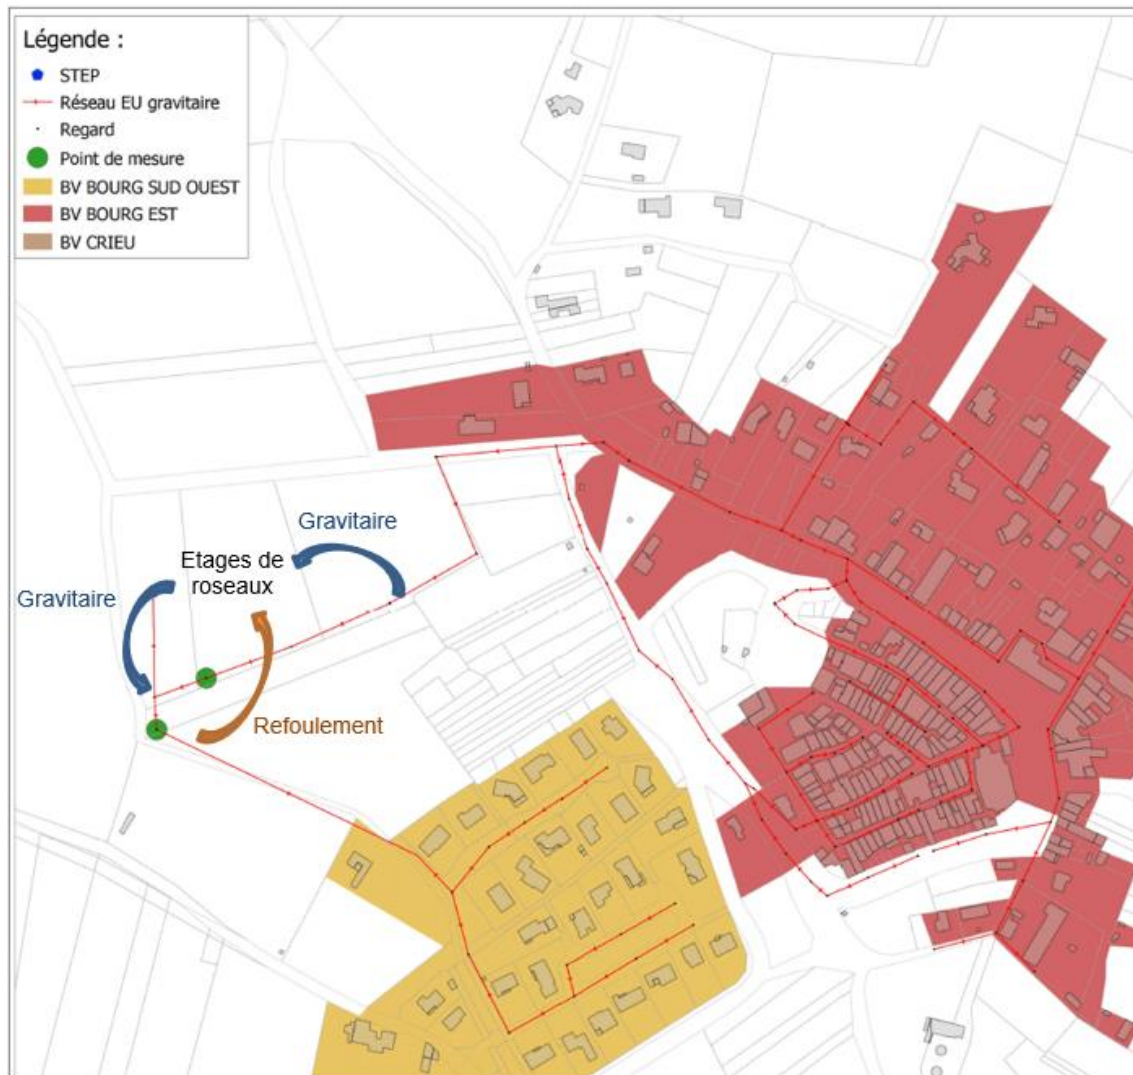 Légende :
STEP
Réseau EU gravitaire
Regard
Point de mesure
BV BOURG SUD OUEST
BV BOURG EST
BV CRIEU
Gravitaire
Etages de
roseaux
Gravitaire
Refoulement